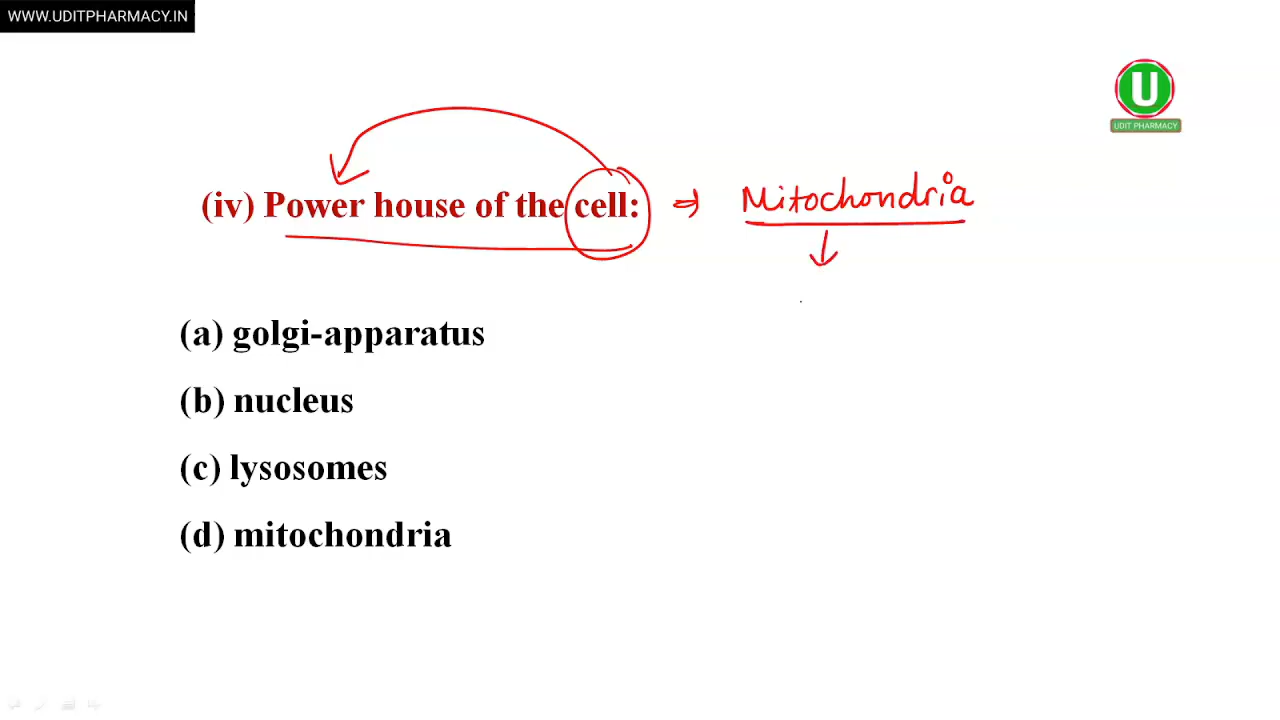 WWW.UDITPHARMACY.IN
U
UDIT PHARMACY
(iv) Power house of the cell: ⇒ Mitochondria
(a) golgi-apparatus
(b) nucleus
(c) lysosomes
(d) mitochondria